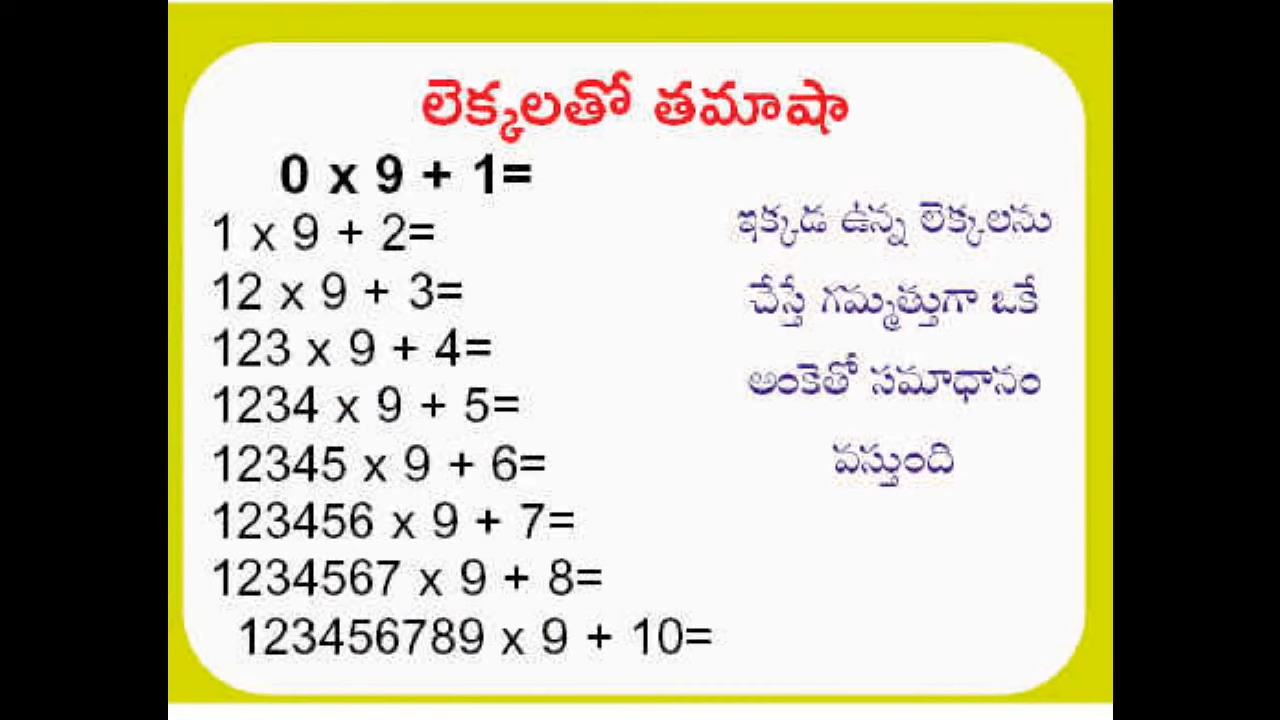 లెక్కలతో తమాషా
0 x 9 + 1=
1 x 9 + 2=
12 x 9 + 3=
123 x 9 + 4=
1234 x 9 + 5=
12345 x 9 + 6=
123456 x 9 + 7=
1234567 x 9 + 8=
123456789 x 9 + 10=
ఇక్కడ ఉన్న లెక్కలను
చేస్తే గమ్మత్తుగా ఒకే
అంకెతో సమాధానం
వస్తుంది